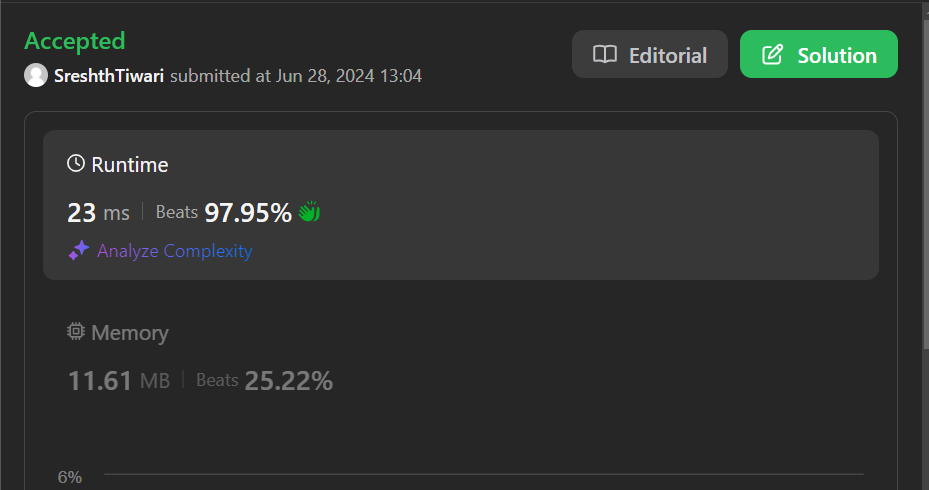 Accepted
SreshthTiwari submitted at Jun 28, 2024 13:04
Editorial
Solution
Runtime
23 ms Beats 97.95%
Analyze Complexity
Memory
11.61 MB Beats 25.22%
6%